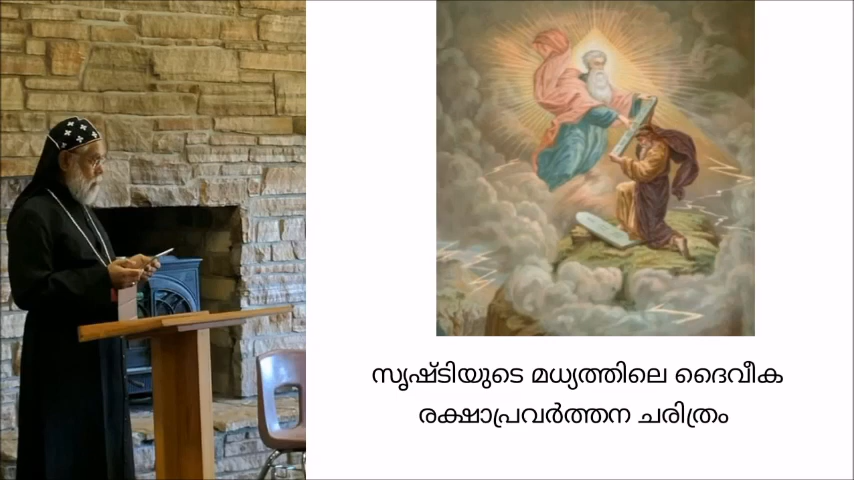 സൃഷ്ടിയുടെ മധ്യത്തിലെ ദൈവീക
രക്ഷാപ്രവർത്തന ചരിത്രം